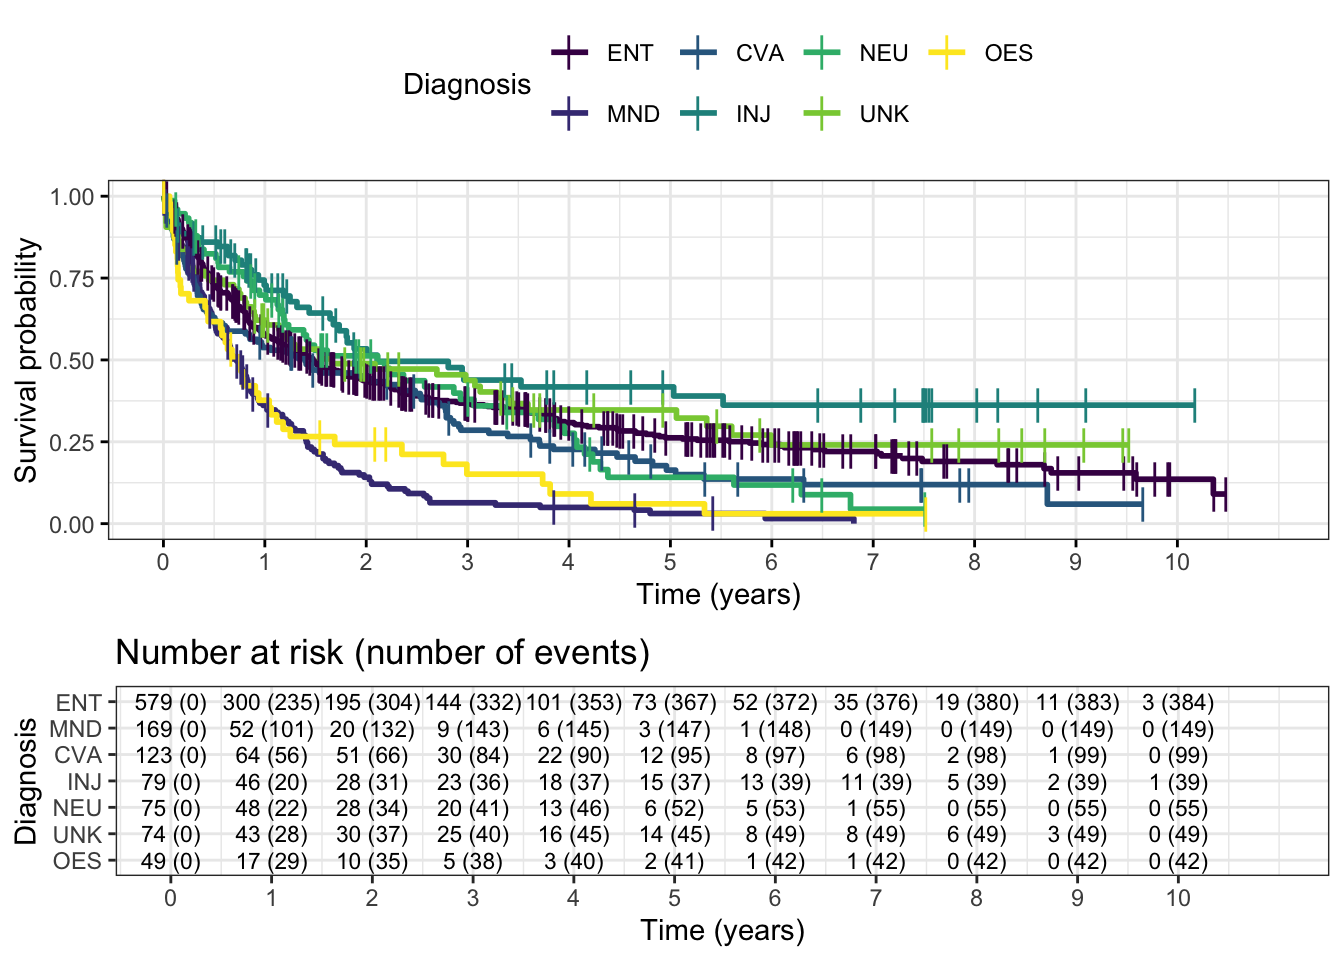 Diagnosis
ENT CVA NEU OES
MND INJ UNK
Survival probability
1.00
0.75
0.50
0.25
0.00
0 1 2 3 4 5 6 7 8 9 10
Time (years)
Number at risk (number of events)
Diagnosis
ENT 579 (0) 300 (235) 195 (304) 144 (332) 101 (353) 73 (367) 52 (372) 35 (376) 19 (380) 11 (383) 3 (384)
MND 169 (0) 52 (101) 20 (132) 9 (143) 6 (145) 3 (147) 1 (148) 0 (149) 0 (149) 0 (149) 0 (149)
CVA 123 (0) 64 (56) 51 (66) 30 (84) 22 (90) 12 (95) 8 (97) 6 (98) 2 (98) 1 (99) 0 (99)
INJ 79 (0) 46 (20) 28 (31) 23 (36) 18 (37) 15 (37) 13 (39) 11 (39) 5 (39) 2 (39) 1 (39)
NEU 75 (0) 48 (22) 28 (34) 20 (41) 13 (46) 6 (52) 5 (53) 1 (55) 0 (55) 0 (55) 0 (55)
UNK 74 (0) 43 (28) 30 (37) 25 (40) 16 (45) 14 (45) 8 (49) 8 (49) 6 (49) 3 (49) 0 (49)
OES 49 (0) 17 (29) 10 (35) 5 (38) 3 (40) 2 (41) 1 (42) 1 (42) 0 (42) 0 (42) 0 (42)
0 1 2 3 4 5 6 7 8 9 10
Time (years)